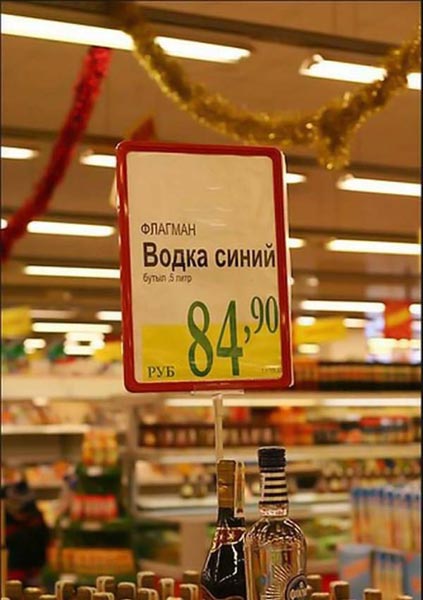 ФЛАГМАН
Водка синий
бутыл ,5 литр
84,90
РУБ